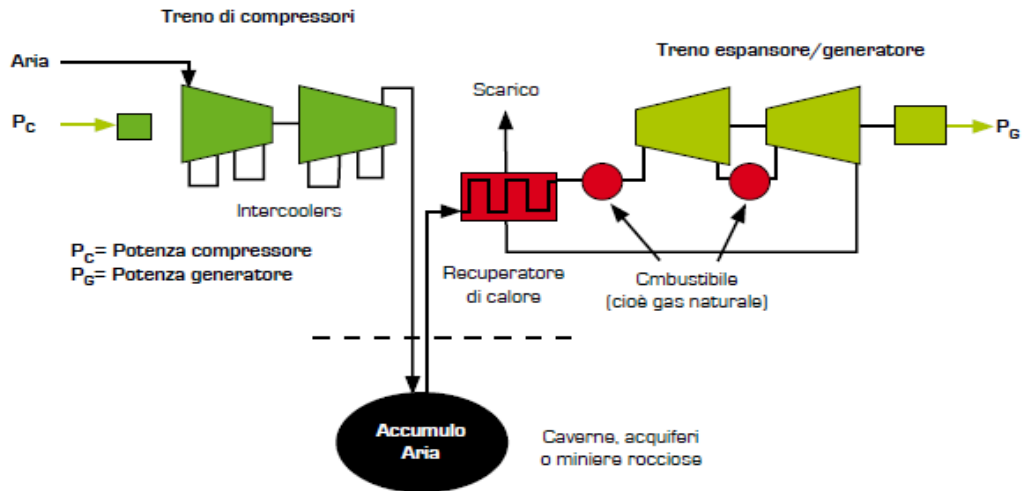 Treno di compressori
Aria
P_C
Intercoolers
P_C= Potenza compressore
P_G= Potenza generatore
Treno espansore/generatore
Scarico
P_G
Recuperatore
di calore
Cmbustibile
(cioè gas naturale)
Accumulo
Aria
Caverne, acquiferi
o miniere rocciose